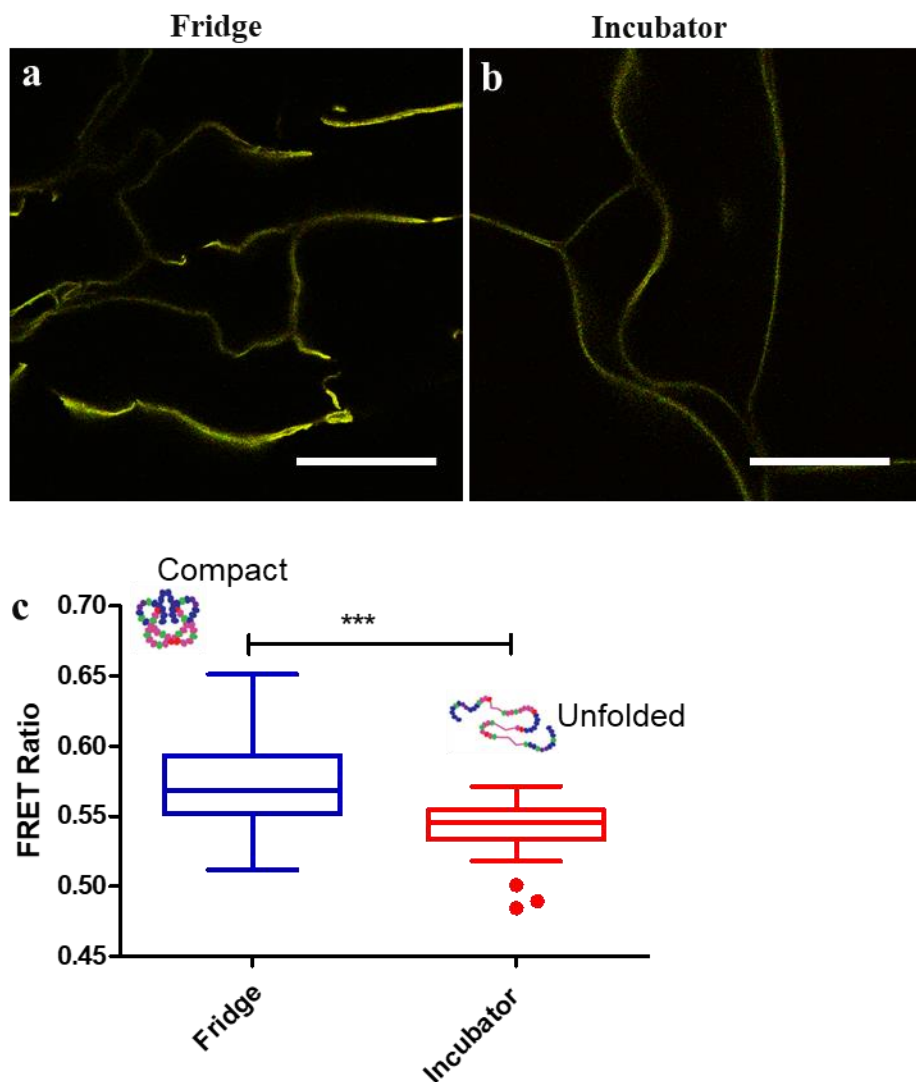 Fridge Incubator
a b
c
Compact
0.70
***
0.65
Unfolded
0.60
0.55
0.50
0.45
FRET Ratio
Fridge
Incubator